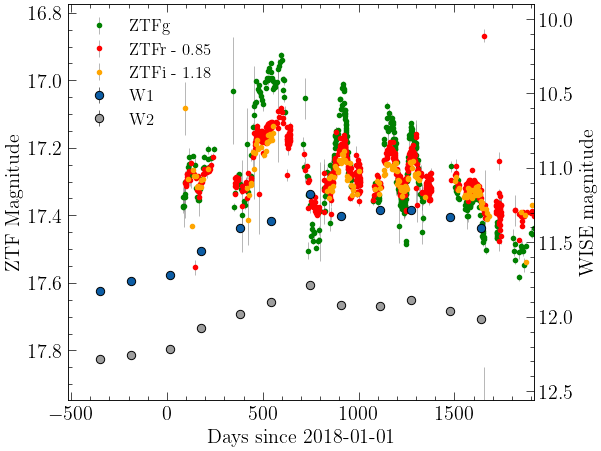 16.8
17.0
17.2
17.4
17.6
17.8
ZTF Magnitude
ZTFg
ZTFr - 0.85
ZTFi - 1.18
W1
W2
10.0
10.5
11.0
11.5
12.0
12.5
WISE magnitude
−500
0
500
1000
1500
Days since 2018-01-01